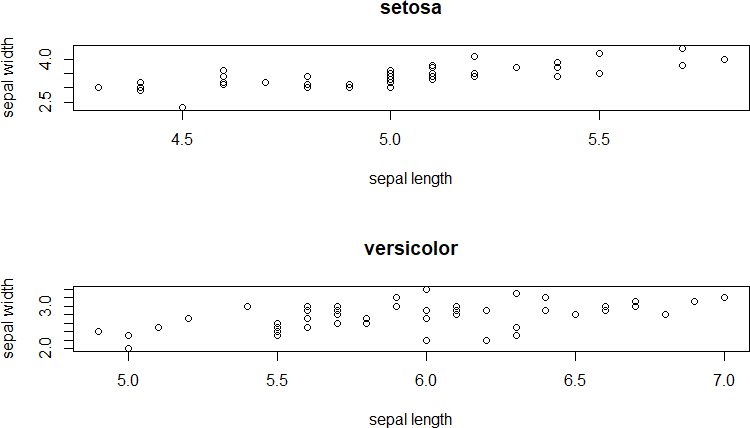 setosa
sepal width
4.0
2.5
4.5 5.0 5.5
sepal length
versicolor
sepal width
3.0
2.0
5.0 5.5 6.0 6.5 7.0
sepal length